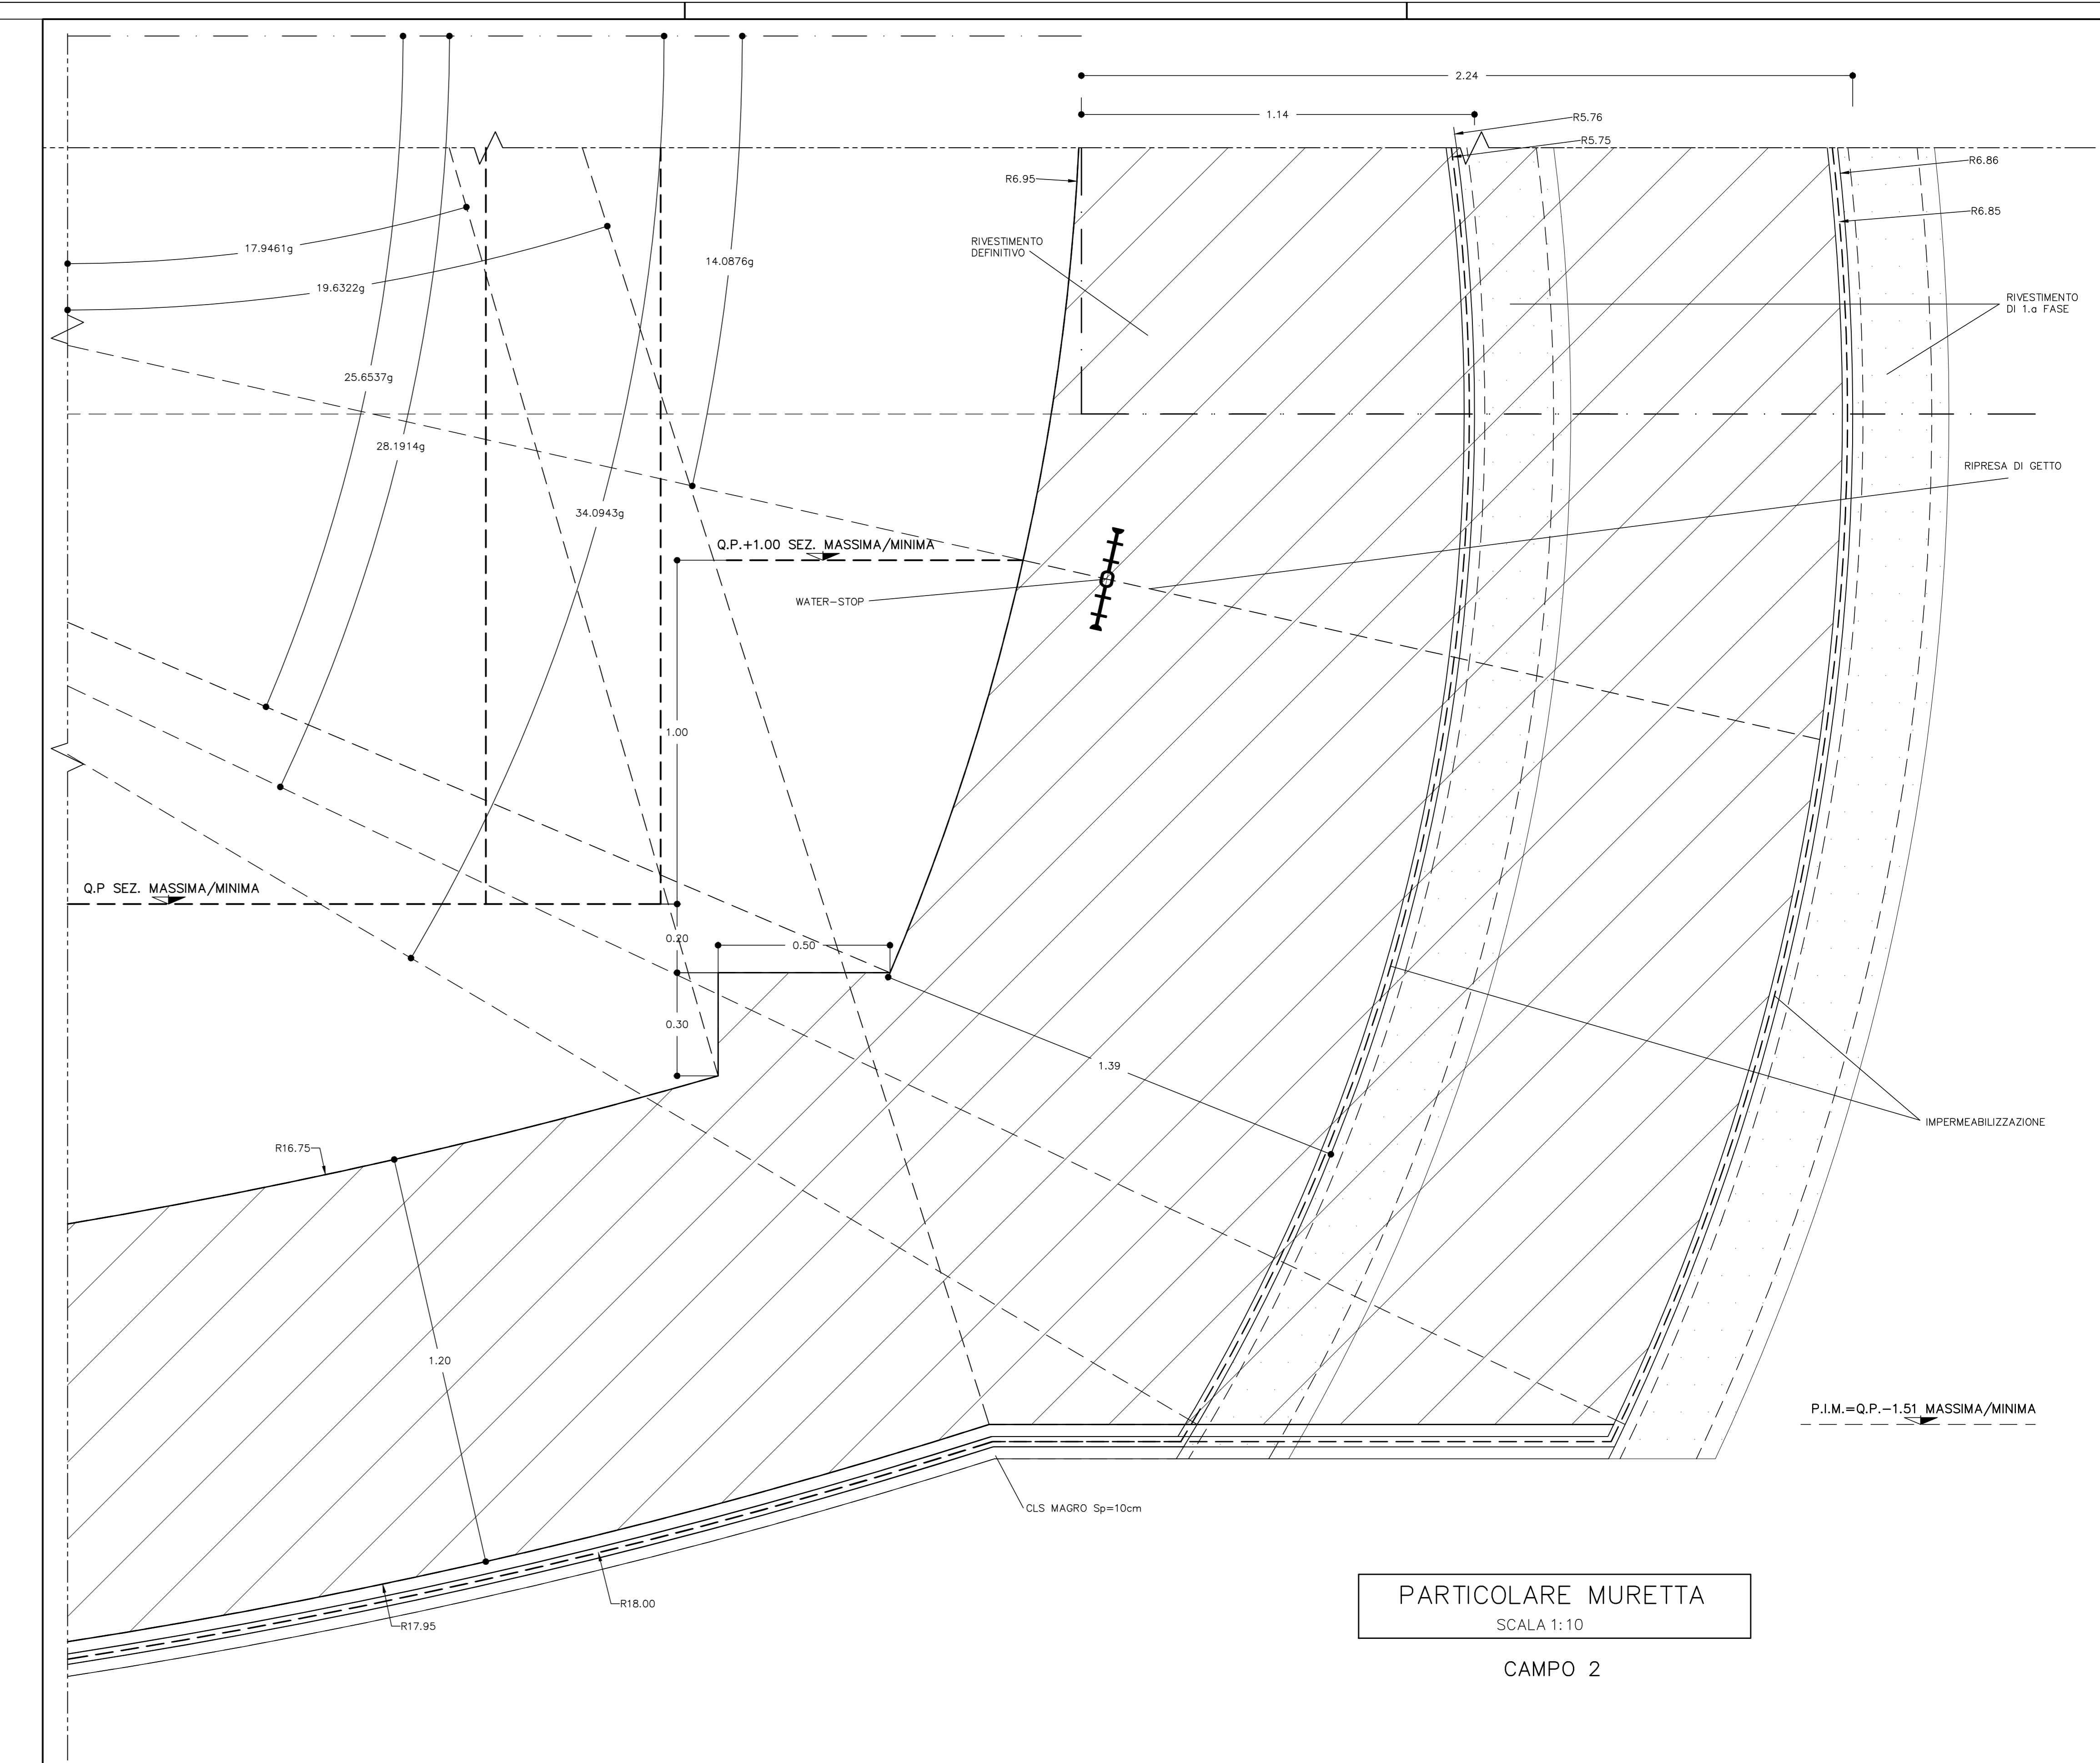 2.24
1.14
R5.76
R5.75
R6.86
R6.95
R6.85
17.9461g
RIVESTIMENTO
DEFINITIVO
14.0876g
19.6322g
RIVESTIMENTO
DI 1.a FASE
25.6537g
28.1914g
RIPRESA DI GETTO
34.0943g
Q.P.+1.00 SEZ. MASSIMA/MINIMA
WATER-STOP
1.00
Q.P SEZ. MASSIMA/MINIMA
0.20
0.50
0.30
1.39
IMPERMEABILIZZAZIONE
R16.75
1.20
P.I.M.=Q.P.-1.51 MASSIMA/MINIMA
CLS MAGRO Sp=10cm
R18.00
R17.95
PARTICOLARE MURETTA
SCALA 1:10
CAMPO 2